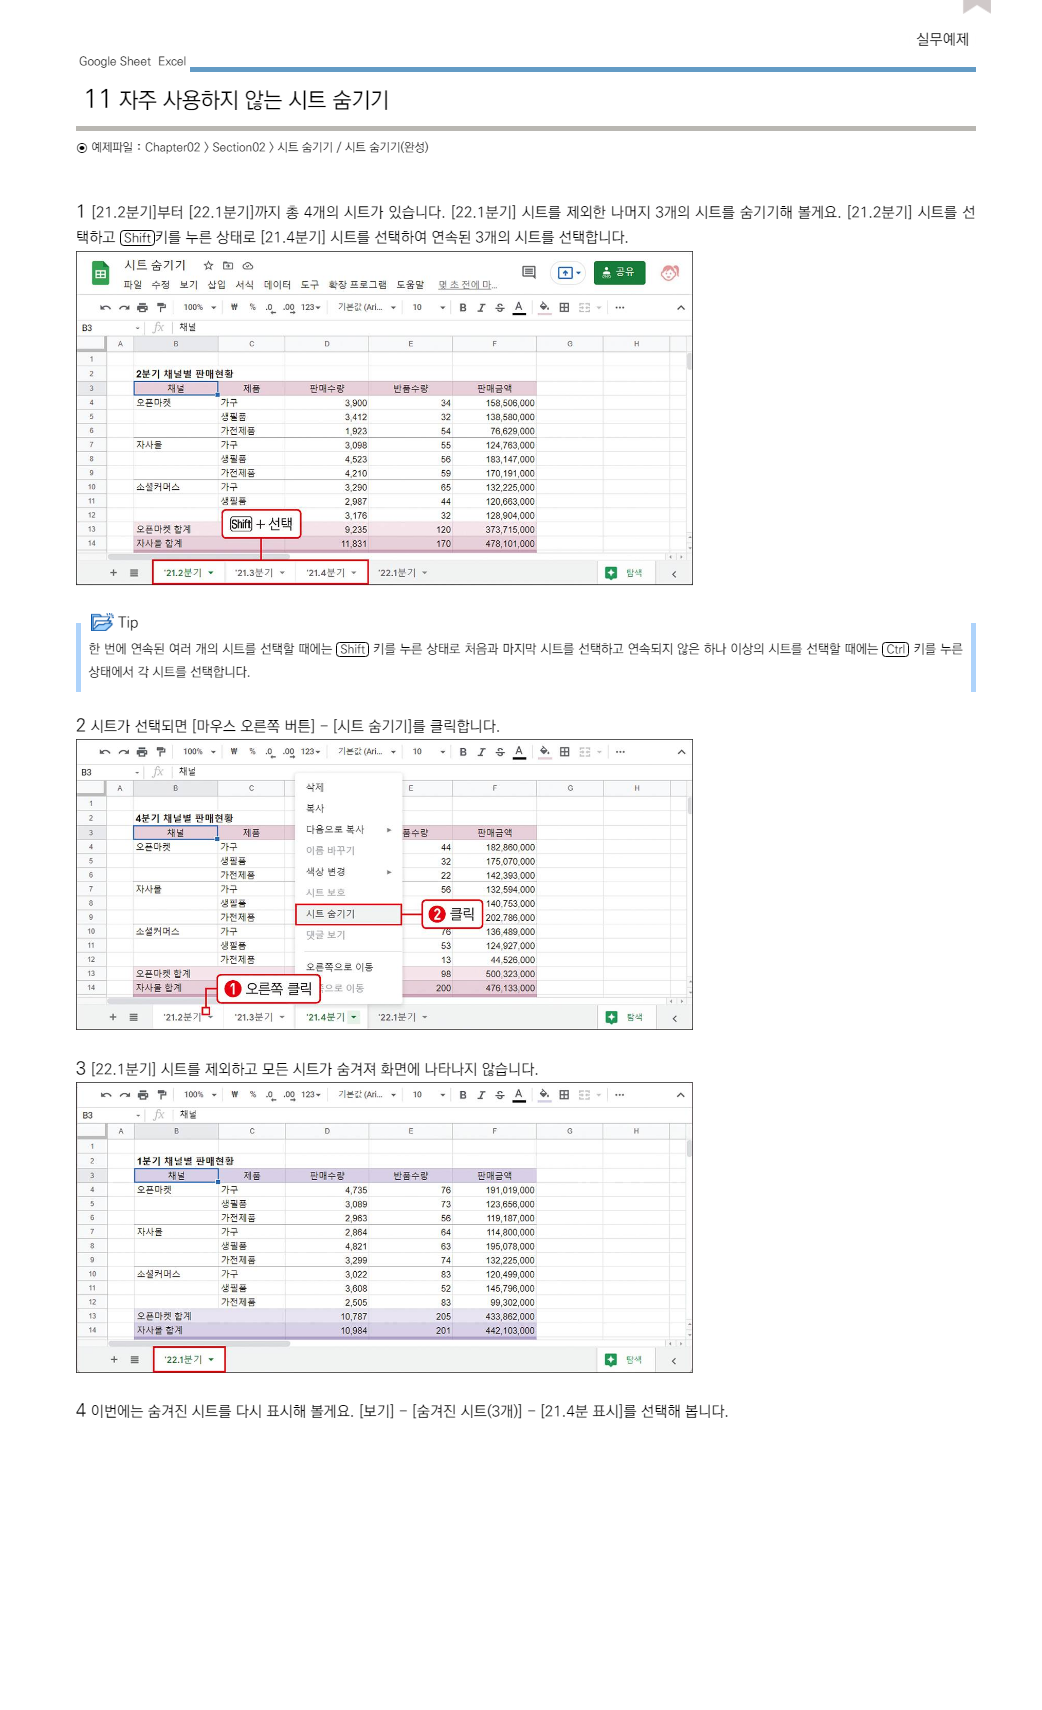 실무예제
Google Sheet Excel
11 자주 사용하지 않는 시트 숨기기
예제파일 : Chapter02 > Section02 > 시트 숨기기 / 시트 숨기기(완성)
1 [21.2분기]부터 [22.1분기]까지 총 4개의 시트가 있습니다. [22.1분기] 시트를 제외한 나머지 3개의 시트를 숨기기해 볼게요. [21.2분기] 시트를 선
택하고 Shift키를 누른 상태로 [21.4분기] 시트를 선택하여 연속된 3개의 시트를 선택합니다.
시트 숨기기
공유
파일 수정 보기 삽입 서식 데이터 도구 확장 프로그램 도움말 몇 초 전에 마...
100% ₩ % .0 .00 123 기본값 (Ari... 10 B I S A
B3 fx 채널
A B C D E F G H
1
2 2분기 채널별 판매현황
3 채널 제품 판매수량 반품수량 판매금액
4 오픈마켓 가구 3,900 34 158,506,000
5 생필품 3,412 32 138,580,000
6 가전제품 1,923 54 76,629,000
7 자사몰 가구 3,098 55 124,763,000
8 생필품 4,523 56 183,147,000
9 가전제품 4,210 59 170,191,000
10 소셜커머스 가구 3,290 65 132,225,000
11 생필품 2,987 44 120,663,000
12 3,176 32 128,904,000
13 오픈마켓 합계 9,235 120 373,715,000
14 자사몰 합계 11,831 170 478,101,000
Shift + 선택
'21.2분기 '21.3분기 '21.4분기 '22.1분기 탐색
Tip
한 번에 연속된 여러 개의 시트를 선택할 때에는 Shift 키를 누른 상태로 처음과 마지막 시트를 선택하고 연속되지 않은 하나 이상의 시트를 선택할 때에는 Ctrl 키를 누른
상태에서 각 시트를 선택합니다.
2 시트가 선택되면 [마우스 오른쪽 버튼] - [시트 숨기기]를 클릭합니다.
100% ₩ % .0 .00 123 기본값 (Ari... 10 B I S A
B3 fx 채널
A B C E F G H
1
2 4분기 채널별 판매현황
3 채널 제품 품수량 판매금액
4 오픈마켓 가구 44 182,860,000
5 생필품 32 175,070,000
6 가전제품 22 142,393,000
7 자사몰 가구 56 132,594,000
8 생필품 140,753,000
9 가전제품 202,786,000
10 소셜커머스 가구 76 136,489,000
11 생필품 53 124,927,000
12 가전제품 13 44,526,000
13 오픈마켓 합계 98 500,323,000
14 자사몰 합계 200 476,133,000
삭제
복사
다음으로 복사
이름 바꾸기
색상 변경
시트 보호
시트 숨기기
댓글 보기
오른쪽으로 이동
쪽으로 이동
2 클릭
1 오른쪽 클릭
'21.2분기 '21.3분기 '21.4분기 '22.1분기 탐색
3 [22.1분기] 시트를 제외하고 모든 시트가 숨겨져 화면에 나타나지 않습니다.
100% ₩ % .0 .00 123 기본값 (Ari... 10 B I S A
B3 fx 채널
A B C D E F G H
1
2 1분기 채널별 판매현황
3 채널 제품 판매수량 반품수량 판매금액
4 오픈마켓 가구 4,735 76 191,019,000
5 생필품 3,089 73 123,656,000
6 가전제품 2,963 56 119,187,000
7 자사몰 가구 2,864 64 114,800,000
8 생필품 4,821 63 195,078,000
9 가전제품 3,299 74 132,225,000
10 소셜커머스 가구 3,022 83 120,499,000
11 생필품 3,608 52 145,796,000
12 가전제품 2,505 83 99,302,000
13 오픈마켓 합계 10,787 205 433,862,000
14 자사몰 합계 10,984 201 442,103,000
'22.1분기 탐색
4 이번에는 숨겨진 시트를 다시 표시해 볼게요. [보기] - [숨겨진 시트(3개)] - [21.4분 표시]를 선택해 봅니다.